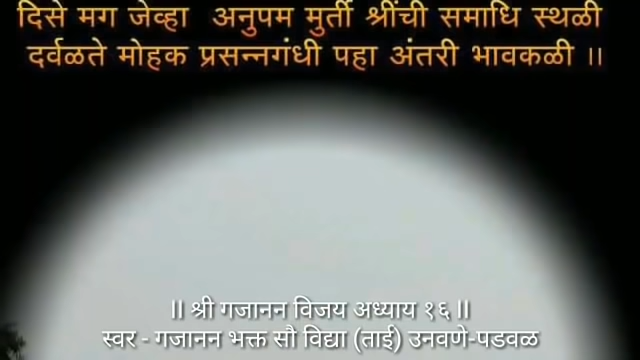 दिसे मग जेव्हा अनुपम मुर्ती श्रींची समाधि स्थळी
दर्वळते मोहक प्रसन्नगंधी पहा अंतरी भावकळी ।।
॥ श्री गजानन विजय अध्याय १६ ॥
स्वर - गजानन भक्त सौ विद्या (ताई) उनवणे-पडवळ